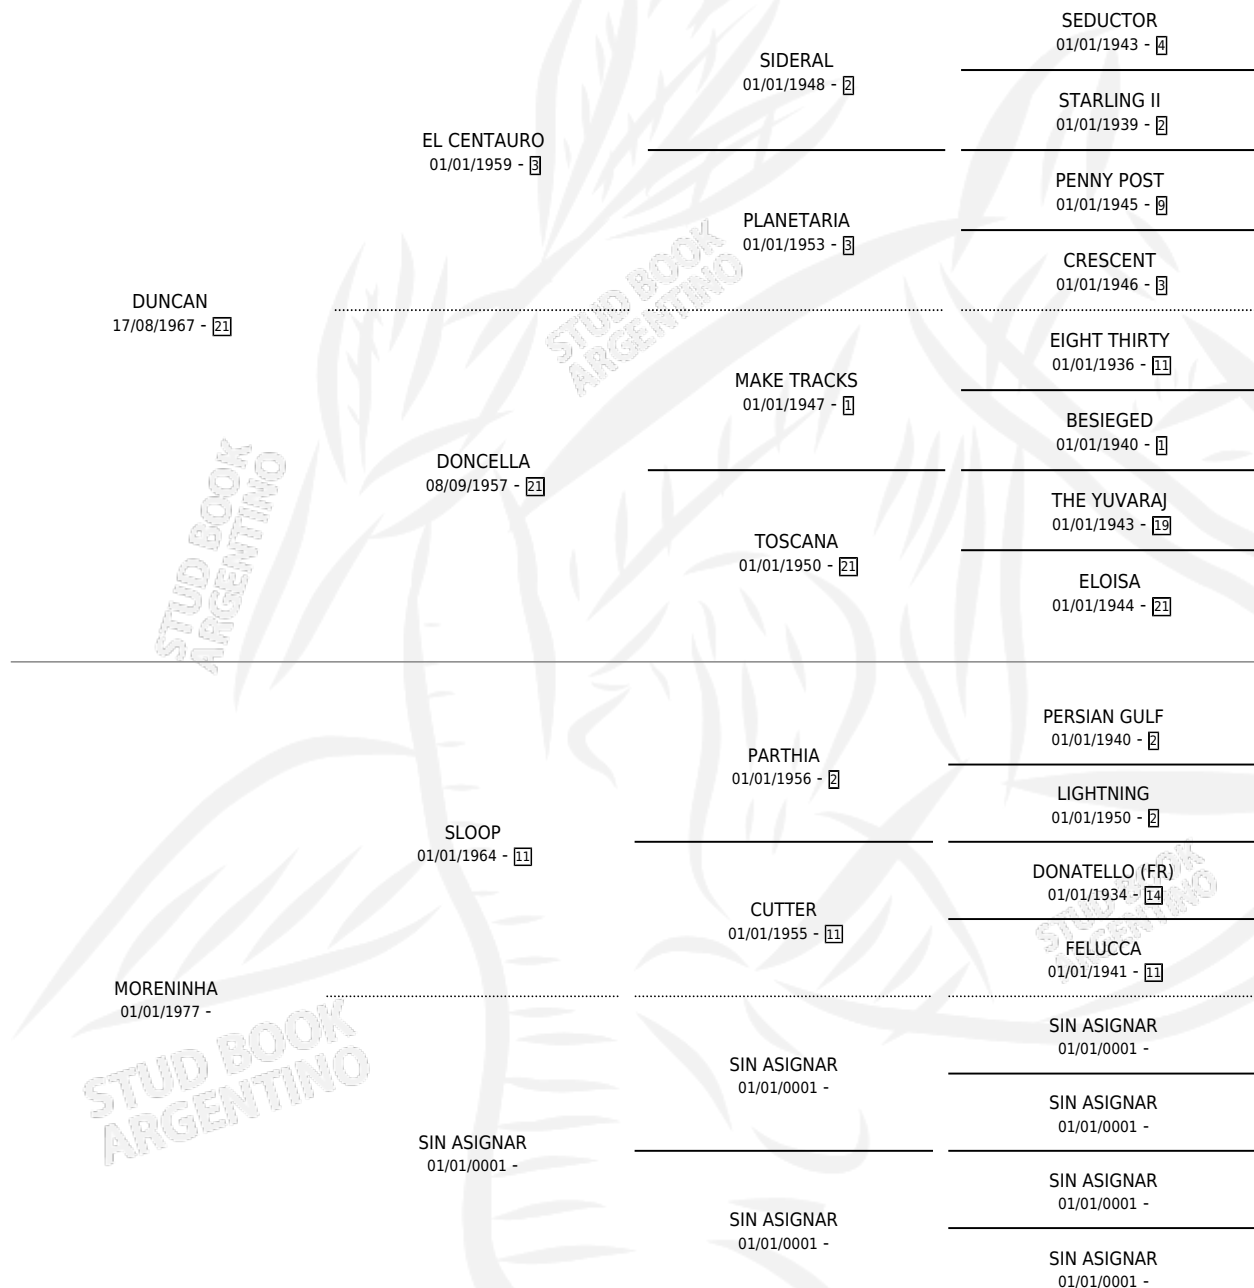 SEDUCTOR
01/01/1943 - 4
SIDERAL
01/01/1948 - 2
STARLING II
01/01/1939 - 2
EL CENTAURO
01/01/1959 - 3
PENNY POST
01/01/1945 - 9
PLANETARIA
01/01/1953 - 3
CRESCENT
01/01/1946 - 3
DUNCAN
17/08/1967 - 21
EIGHT THIRTY
01/01/1936 - 11
MAKE TRACKS
01/01/1947 - 1
BESIEGED
01/01/1940 - 1
DONCELLA
08/09/1957 - 21
THE YUVARAJ
01/01/1943 - 19
TOSCANA
01/01/1950 - 21
ELOISA
01/01/1944 - 21
STUD BOOK
ARGENTINO
STUD BOOK
ARGENTINO
PERSIAN GULF
01/01/1940 - 2
PARTHIA
01/01/1956 - 2
LIGHTNING
01/01/1950 - 2
SLOOP
01/01/1964 - 11
DONATELLO (FR)
01/01/1934 - 14
CUTTER
01/01/1955 - 11
FELUCCA
01/01/1941 - 11
MORENINHA
01/01/1977 -
SIN ASIGNAR
01/01/0001 -
SIN ASIGNAR
01/01/0001 -
SIN ASIGNAR
01/01/0001 -
SIN ASIGNAR
01/01/0001 -
SIN ASIGNAR
01/01/0001 -
SIN ASIGNAR
01/01/0001 -
SIN ASIGNAR
01/01/0001 -
STUD BOOK
ARGENTINO
STUD BOOK
ARGENTINO